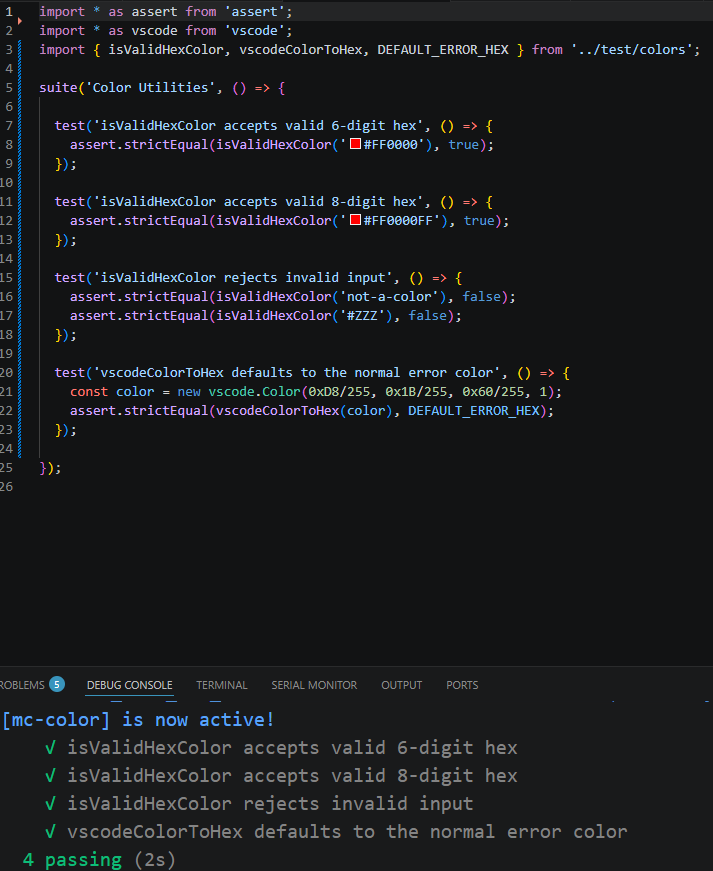 1 import * as assert from 'assert';
2 import * as vscode from 'vscode';
3 import { isValidHexColor, vscodeColorToHex, DEFAULT_ERROR_HEX } from '../test/colors';
4
5 suite('Color Utilities', () => {
6
7 test('isValidHexColor accepts valid 6-digit hex', () => {
8 assert.strictEqual(isValidHexColor('#FF0000'), true);
9 });
10
11 test('isValidHexColor accepts valid 8-digit hex', () => {
12 assert.strictEqual(isValidHexColor('#FF0000FF'), true);
13 });
14
15 test('isValidHexColor rejects invalid input', () => {
16 assert.strictEqual(isValidHexColor('not-a-color'), false);
17 assert.strictEqual(isValidHexColor('#ZZZ'), false);
18 });
19
20 test('vscodeColorToHex defaults to the normal error color', () => {
21 const color = new vscode.Color(0xD8/255, 0x1B/255, 0x60/255, 1);
22 assert.strictEqual(vscodeColorToHex(color), DEFAULT_ERROR_HEX);
23 });
24
25 });
26
ROBLEMS 5 DEBUG CONSOLE TERMINAL SERIAL MONITOR OUTPUT PORTS
[mc-color] is now active!
√ isValidHexColor accepts valid 6-digit hex
√ isValidHexColor accepts valid 8-digit hex
√ isValidHexColor rejects invalid input
√ vscodeColorToHex defaults to the normal error color
4 passing (2s)